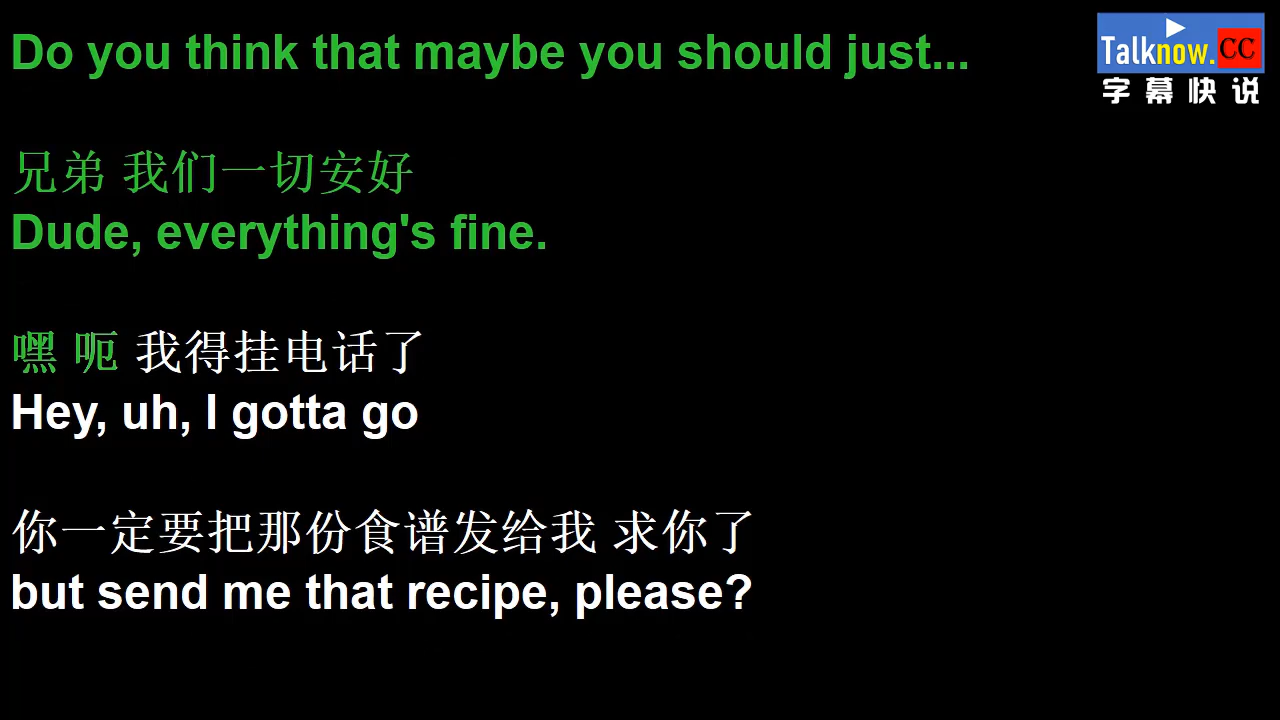 Do you think that maybe you should just...
Talknow.CC
字幕快说
兄弟 我们一切安好
Dude, everything's fine.
嘿 呃 我得挂电话了
Hey, uh, I gotta go
你一定要把那份食谱发给我 求你了
but send me that recipe, please?